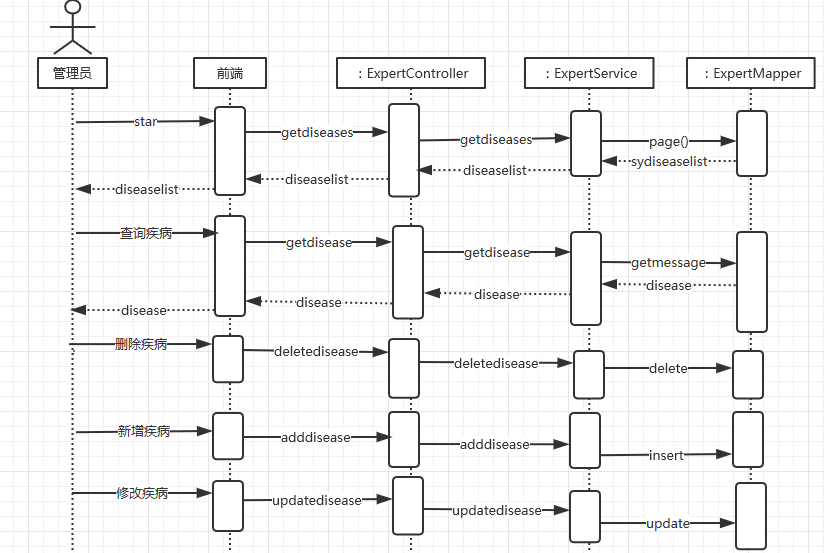 管理员
前端
: ExpertController
: ExpertService
: ExpertMapper
star
getdiseases
getdiseases
page()
sydiseaselist
diseaselist
diseaselist
diseaselist
查询疾病
getdisease
getdisease
getmessage
disease
disease
disease
disease
删除疾病
deletedisease
deletedisease
delete
新增疾病
adddisease
adddisease
insert
修改疾病
updatedisease
updatedisease
update